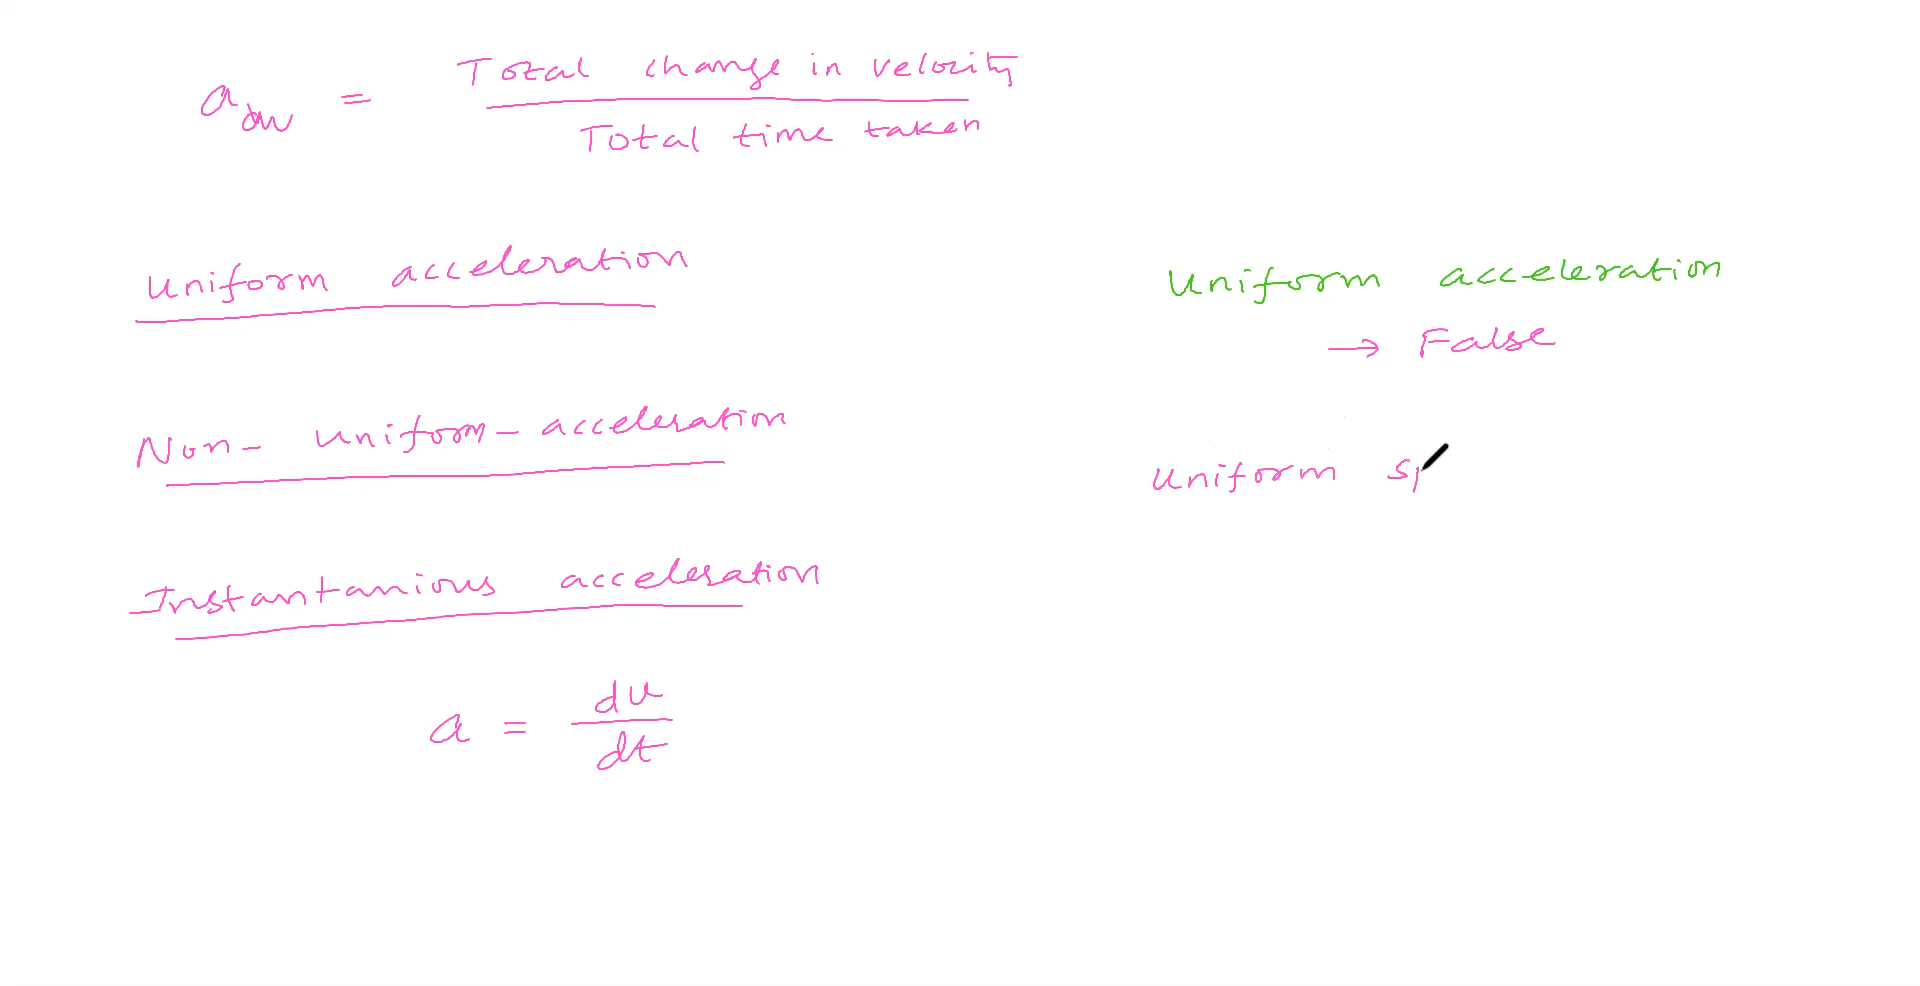 a_av = Total change in velocity
Total time taken
Uniform acceleration
Non- Uniform-acceleration
Instantanious acceleration
a = dv
dt
Uniform acceleration
→ False
Uniform Sp